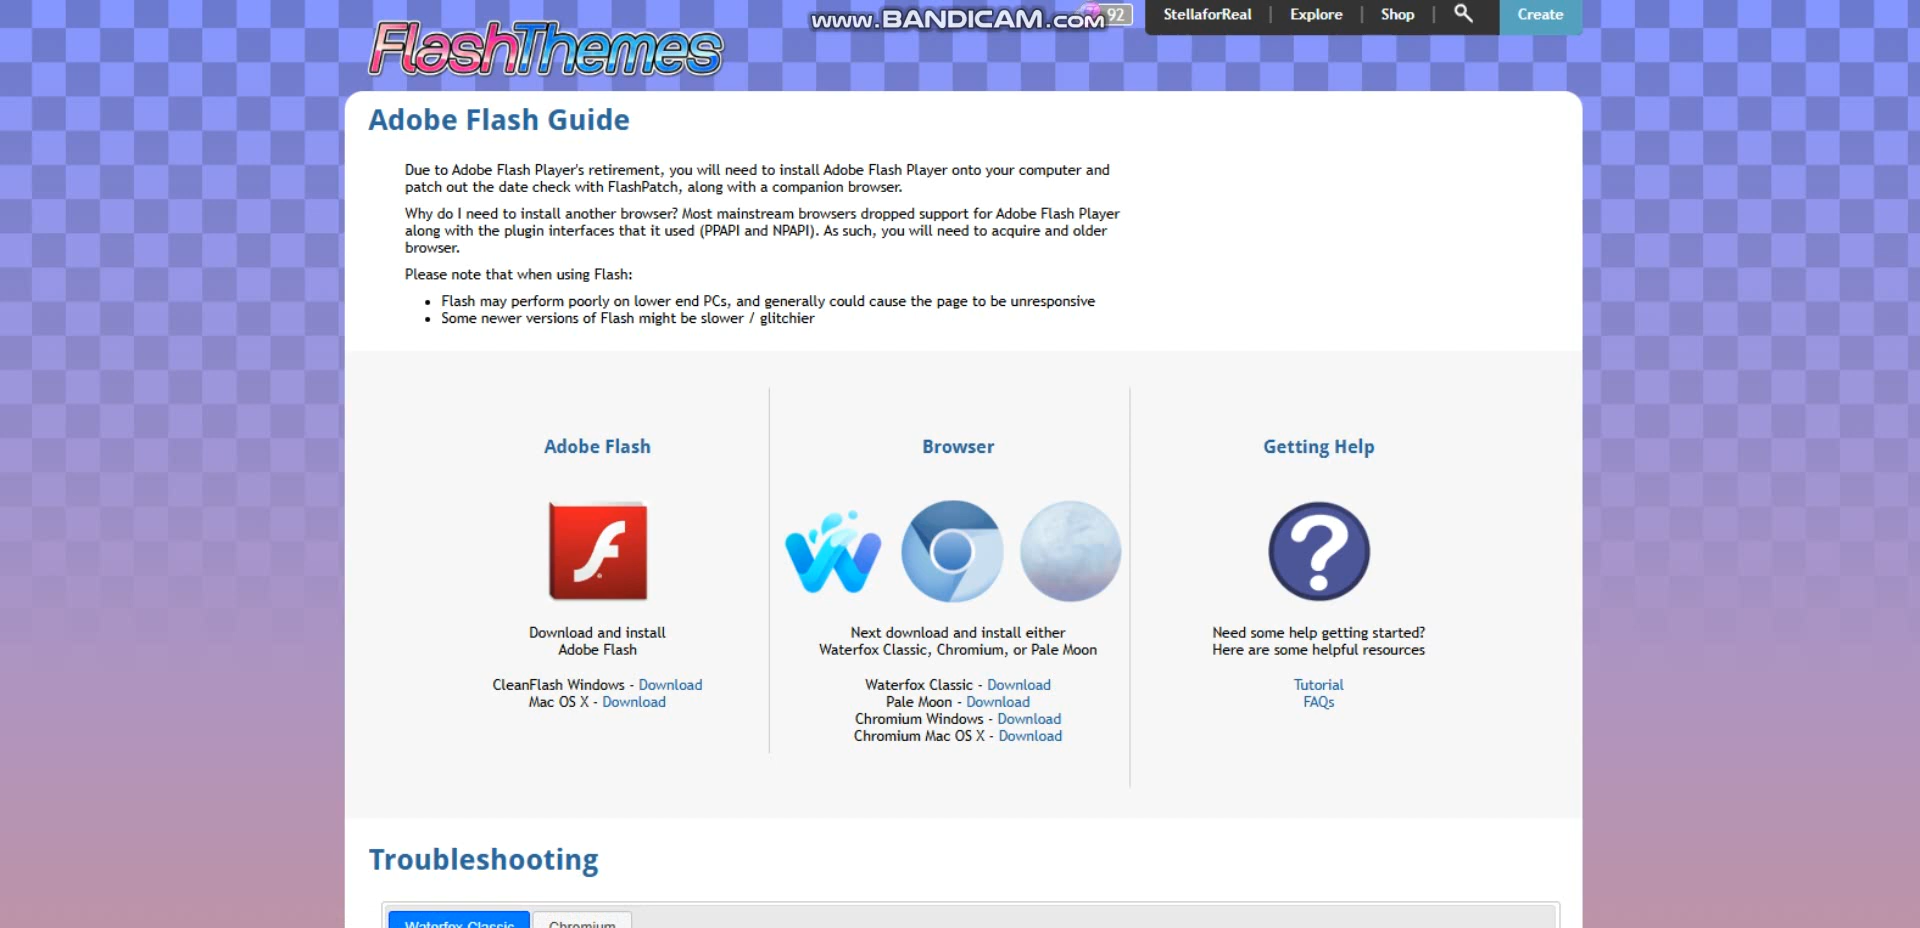 www.BANDICAM.com
92
StellaforReal | Explore | Shop | Create
FlashThemes
Adobe Flash Guide
Due to Adobe Flash Player's retirement, you will need to install Adobe Flash Player onto your computer and
patch out the date check with FlashPatch, along with a companion browser.
Why do I need to install another browser? Most mainstream browsers dropped support for Adobe Flash Player
along with the plugin interfaces that it used (PPAPI and NPAPI). As such, you will need to acquire and older
browser.
Please note that when using Flash:
• Flash may perform poorly on lower end PCs, and generally could cause the page to be unresponsive
• Some newer versions of Flash might be slower / glitchier
Adobe Flash
Download and install
Adobe Flash
CleanFlash Windows - Download
Mac OS X - Download
Browser
Next download and install either
Waterfox Classic, Chromium, or Pale Moon
Waterfox Classic - Download
Pale Moon - Download
Chromium Windows - Download
Chromium Mac OS X - Download
Getting Help
Need some help getting started?
Here are some helpful resources
Tutorial
FAQs
Troubleshooting
Waterfox Classic
Chromium